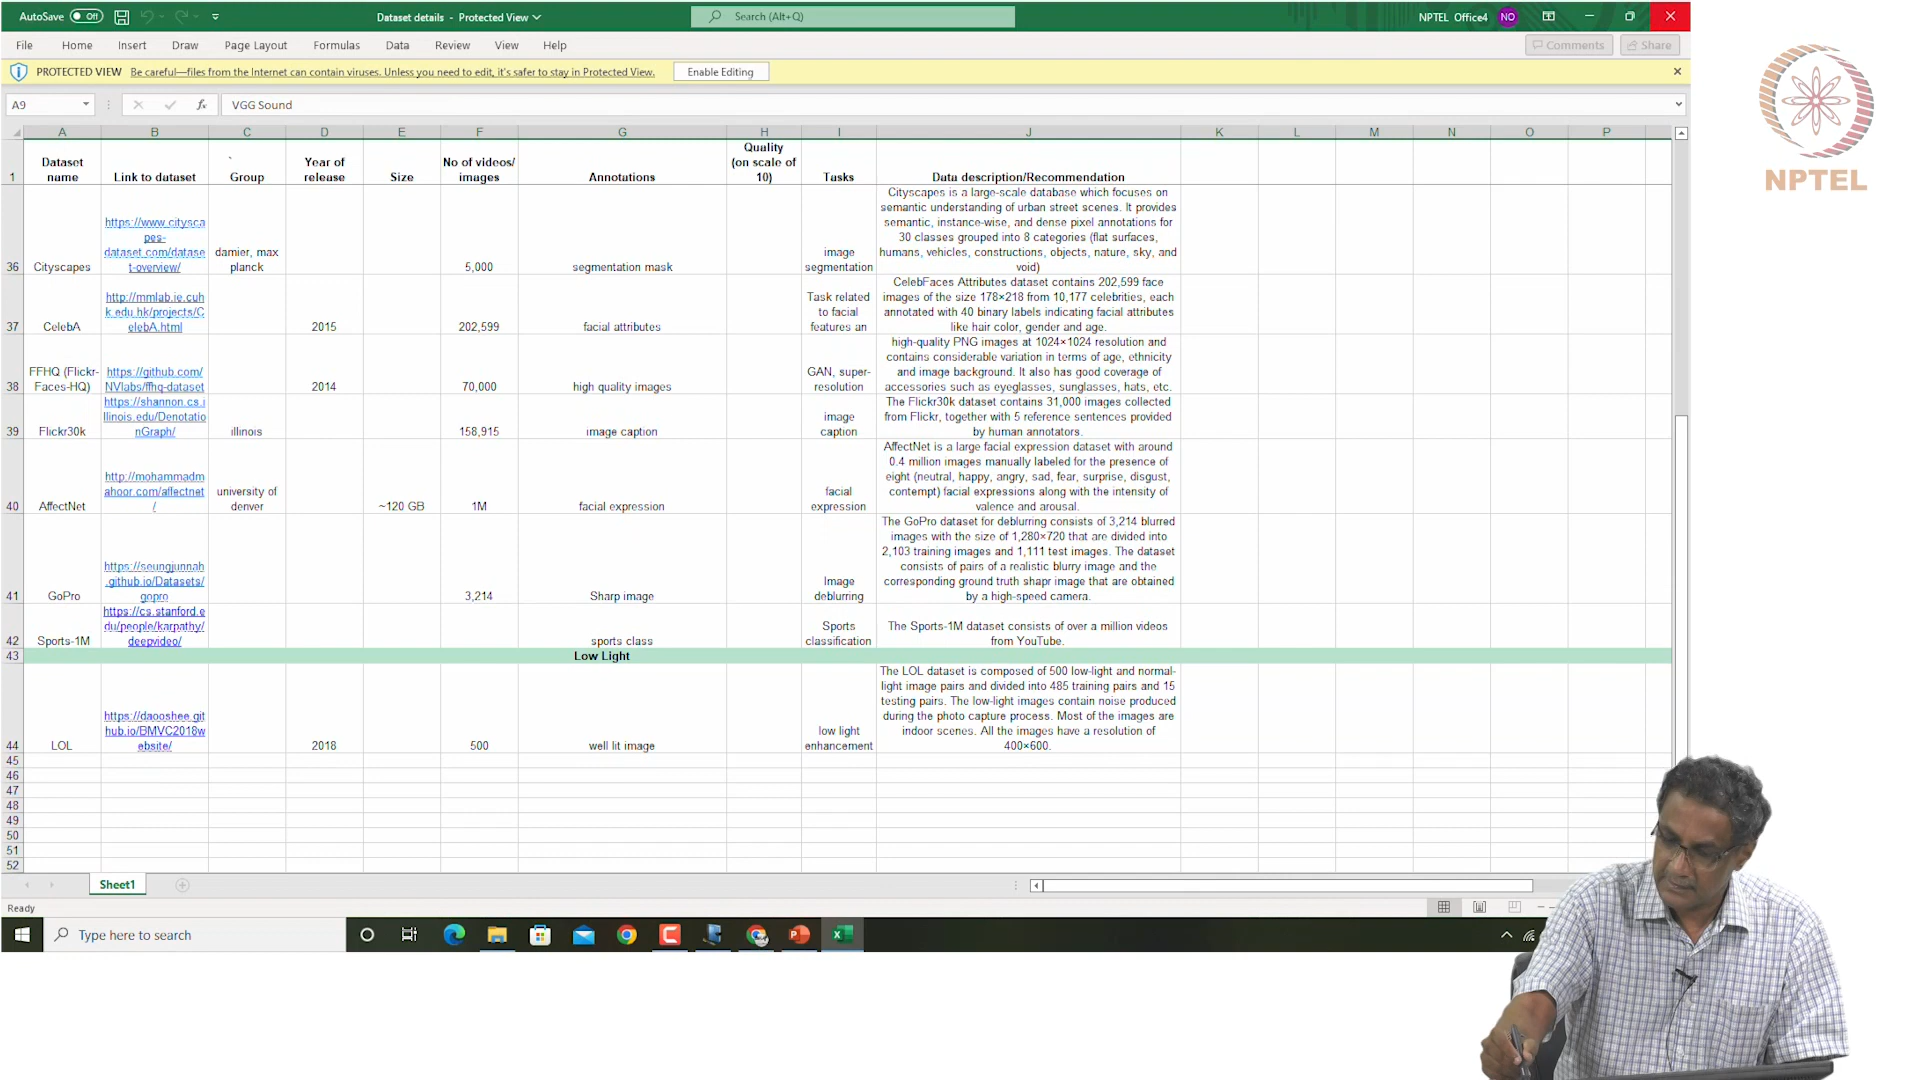 AutoSave Off Dataset details - Protected View Search (Alt+Q) NPTEL Office4 NO
File Home Insert Draw Page Layout Formulas Data Review View Help Comments Share
PROTECTED VIEW Be careful—files from the Internet can contain viruses. Unless you need to edit, it's safer to stay in Protected View. Enable Editing
A9 fx VGG Sound
NPTEL
A B C D E F G H I J K L M N O P
1
Dataset
name
Link to dataset
`
Group
Year of
release
Size
No of videos/
images
Annotations
Quality
(on scale of
10)
Tasks
Data description/Recommendation
36
Cityscapes
https://www.citysca
pes-
dataset.com/datase
t-overview/
damier, max
planck
5,000
segmentation mask
image
segmentation
Cityscapes is a large-scale database which focuses on
semantic understanding of urban street scenes. It provides
semantic, instance-wise, and dense pixel annotations for
30 classes grouped into 8 categories (flat surfaces,
humans, vehicles, constructions, objects, nature, sky, and
void)
37
CelebA
http://mmlab.ie.cuh
k.edu.hk/projects/C
elebA.html
2015
202,599
facial attributes
Task related
to facial
features an
CelebFaces Attributes dataset contains 202,599 face
images of the size 178×218 from 10,177 celebrities, each
annotated with 40 binary labels indicating facial attributes
like hair color, gender and age.
38
FFHQ (Flickr-
Faces-HQ)
https://github.com/
NVlabs/ffhq-dataset
2014
70,000
high quality images
GAN, super-
resolution
high-quality PNG images at 1024×1024 resolution and
contains considerable variation in terms of age, ethnicity
and image background. It also has good coverage of
accessories such as eyeglasses, sunglasses, hats, etc.
39
Flickr30k
https://shannon.cs.i
llinois.edu/Denotatio
nGraph/
illinois
158,915
image caption
image
caption
The Flickr30k dataset contains 31,000 images collected
from Flickr, together with 5 reference sentences provided
by human annotators.
40
AffectNet
http://mohammadm
ahoor.com/affectnet
/
university of
denver
~120 GB
1M
facial expression
facial
expression
AffectNet is a large facial expression dataset with around
0.4 million images manually labeled for the presence of
eight (neutral, happy, angry, sad, fear, surprise, disgust,
contempt) facial expressions along with the intensity of
valence and arousal.
41
GoPro
https://seungjunnah
.github.io/Datasets/
gopro
3,214
Sharp image
Image
deblurring
The GoPro dataset for deblurring consists of 3,214 blurred
images with the size of 1,280×720 that are divided into
2,103 training images and 1,111 test images. The dataset
consists of pairs of a realistic blurry image and the
corresponding ground truth shapr image that are obtained
by a high-speed camera.
42
Sports-1M
https://cs.stanford.e
du/people/karpathy/
deepvideo/
sports class
Sports
classification
The Sports-1M dataset consists of over a million videos
from YouTube.
43
Low Light
44
LOL
https://daooshee.git
hub.io/BMVC2018w
ebsite/
2018
500
well lit image
low light
enhancement
The LOL dataset is composed of 500 low-light and normal-
light image pairs and divided into 485 training pairs and 15
testing pairs. The low-light images contain noise produced
during the photo capture process. Most of the images are
indoor scenes. All the images have a resolution of
400×600.
45
46
47
48
49
50
51
52
Sheet1
Ready
Type here to search